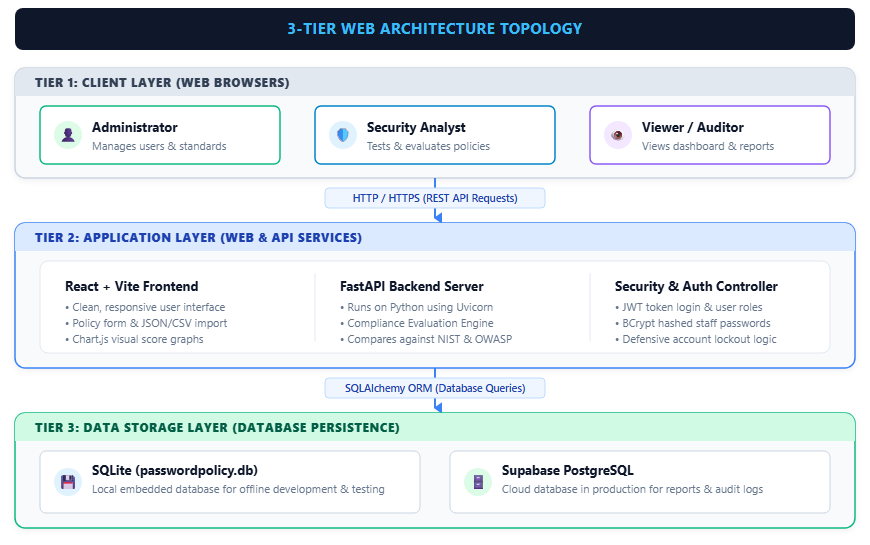 3-TIER WEB ARCHITECTURE TOPOLOGY
TIER 1: CLIENT LAYER (WEB BROWSERS)
Administrator
Manages users & standards
Security Analyst
Tests & evaluates policies
Viewer / Auditor
Views dashboard & reports
HTTP / HTTPS (REST API Requests)
TIER 2: APPLICATION LAYER (WEB & API SERVICES)
React + Vite Frontend
• Clean, responsive user interface
• Policy form & JSON/CSV import
• Chart.js visual score graphs
FastAPI Backend Server
• Runs on Python using Uvicorn
• Compliance Evaluation Engine
• Compares against NIST & OWASP
Security & Auth Controller
• JWT token login & user roles
• BCrypt hashed staff passwords
• Defensive account lockout logic
SQLAlchemy ORM (Database Queries)
TIER 3: DATA STORAGE LAYER (DATABASE PERSISTENCE)
SQLite (passwordpolicy.db)
Local embedded database for offline development & testing
Supabase PostgreSQL
Cloud database in production for reports & audit logs